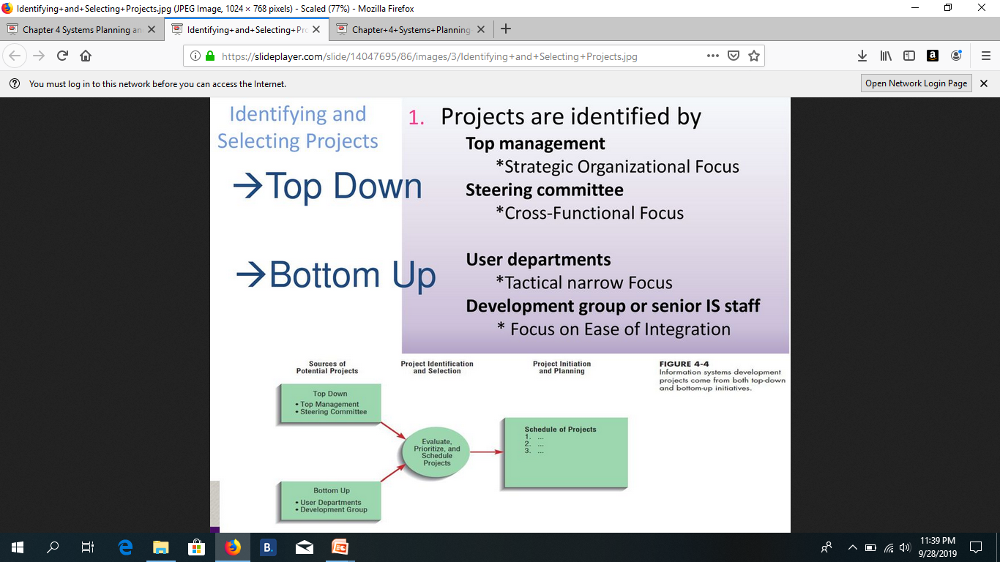 Identifying+and+Selecting+Projects.jpg (JPEG Image, 1024 × 768 pixels) - Scaled (77%) - Mozilla Firefox
Chapter 4 Systems Planning an
Identifying+and+Selecting+Pro
Chapter+4+Systems+Planning
https://slideplayer.com/slide/14047695/86/images/3/Identifying+and+Selecting+Projects.jpg
You must log in to this network before you can access the Internet.
Open Network Login Page
Identifying and
Selecting Projects
→Top Down
→Bottom Up
1. Projects are identified by
Top management
*Strategic Organizational Focus
Steering committee
*Cross-Functional Focus
User departments
*Tactical narrow Focus
Development group or senior IS staff
* Focus on Ease of Integration
Sources of
Potential Projects
Project Identification
and Selection
Project Initiation
and Planning
FIGURE 4-4
Information systems development
projects come from both top-down
and bottom-up initiatives.
Top Down
• Top Management
• Steering Committee
Evaluate,
Prioritize, and
Schedule
Projects
Schedule of Projects
1. ...
2. ...
3. ...
Bottom Up
• User Departments
• Development Group
B.
11:39 PM
9/28/2019